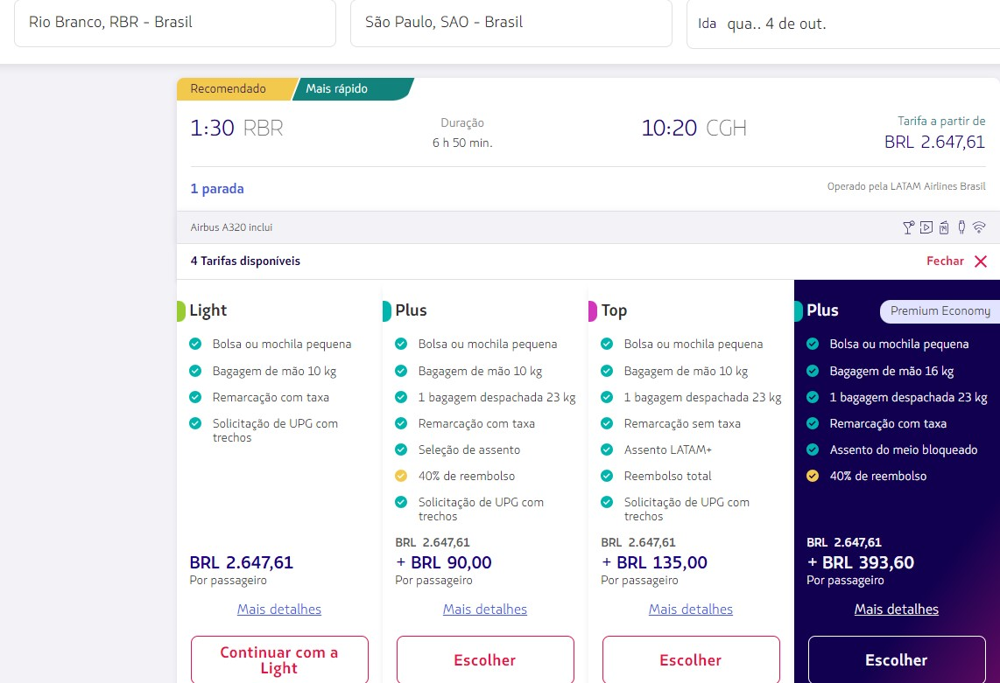 Rio Branco, RBR - Brasil
São Paulo, SAO - Brasil
Ida qua.. 4 de out.
Recomendado
Mais rápido
1:30 RBR
Duração
6 h 50 min.
10:20 CGH
Tarifa a partir de
BRL 2.647,61
1 parada
Operado pela LATAM Airlines Brasil
Airbus A320 inclui
4 Tarifas disponíveis
Fechar
Light
Bolsa ou mochila pequena
Bagagem de mão 10 kg
Remarcação com taxa
Solicitação de UPG com
trechos
BRL 2.647,61
Por passageiro
Mais detalhes
Continuar com a
Light
Plus
Bolsa ou mochila pequena
Bagagem de mão 10 kg
1 bagagem despachada 23 kg
Remarcação com taxa
Seleção de assento
40% de reembolso
Solicitação de UPG com
trechos
BRL 2.647,61
+ BRL 90,00
Por passageiro
Mais detalhes
Escolher
Top
Bolsa ou mochila pequena
Bagagem de mão 10 kg
1 bagagem despachada 23 kg
Remarcação sem taxa
Assento LATAM+
Reembolso total
Solicitação de UPG com
trechos
BRL 2.647,61
+ BRL 135,00
Por passageiro
Mais detalhes
Escolher
Plus
Premium Economy
Bolsa ou mochila pequena
Bagagem de mão 16 kg
1 bagagem despachada 23 kg
Remarcação com taxa
Assento do meio bloqueado
40% de reembolso
BRL 2.647,61
+ BRL 393,60
Por passageiro
Mais detalhes
Escolher